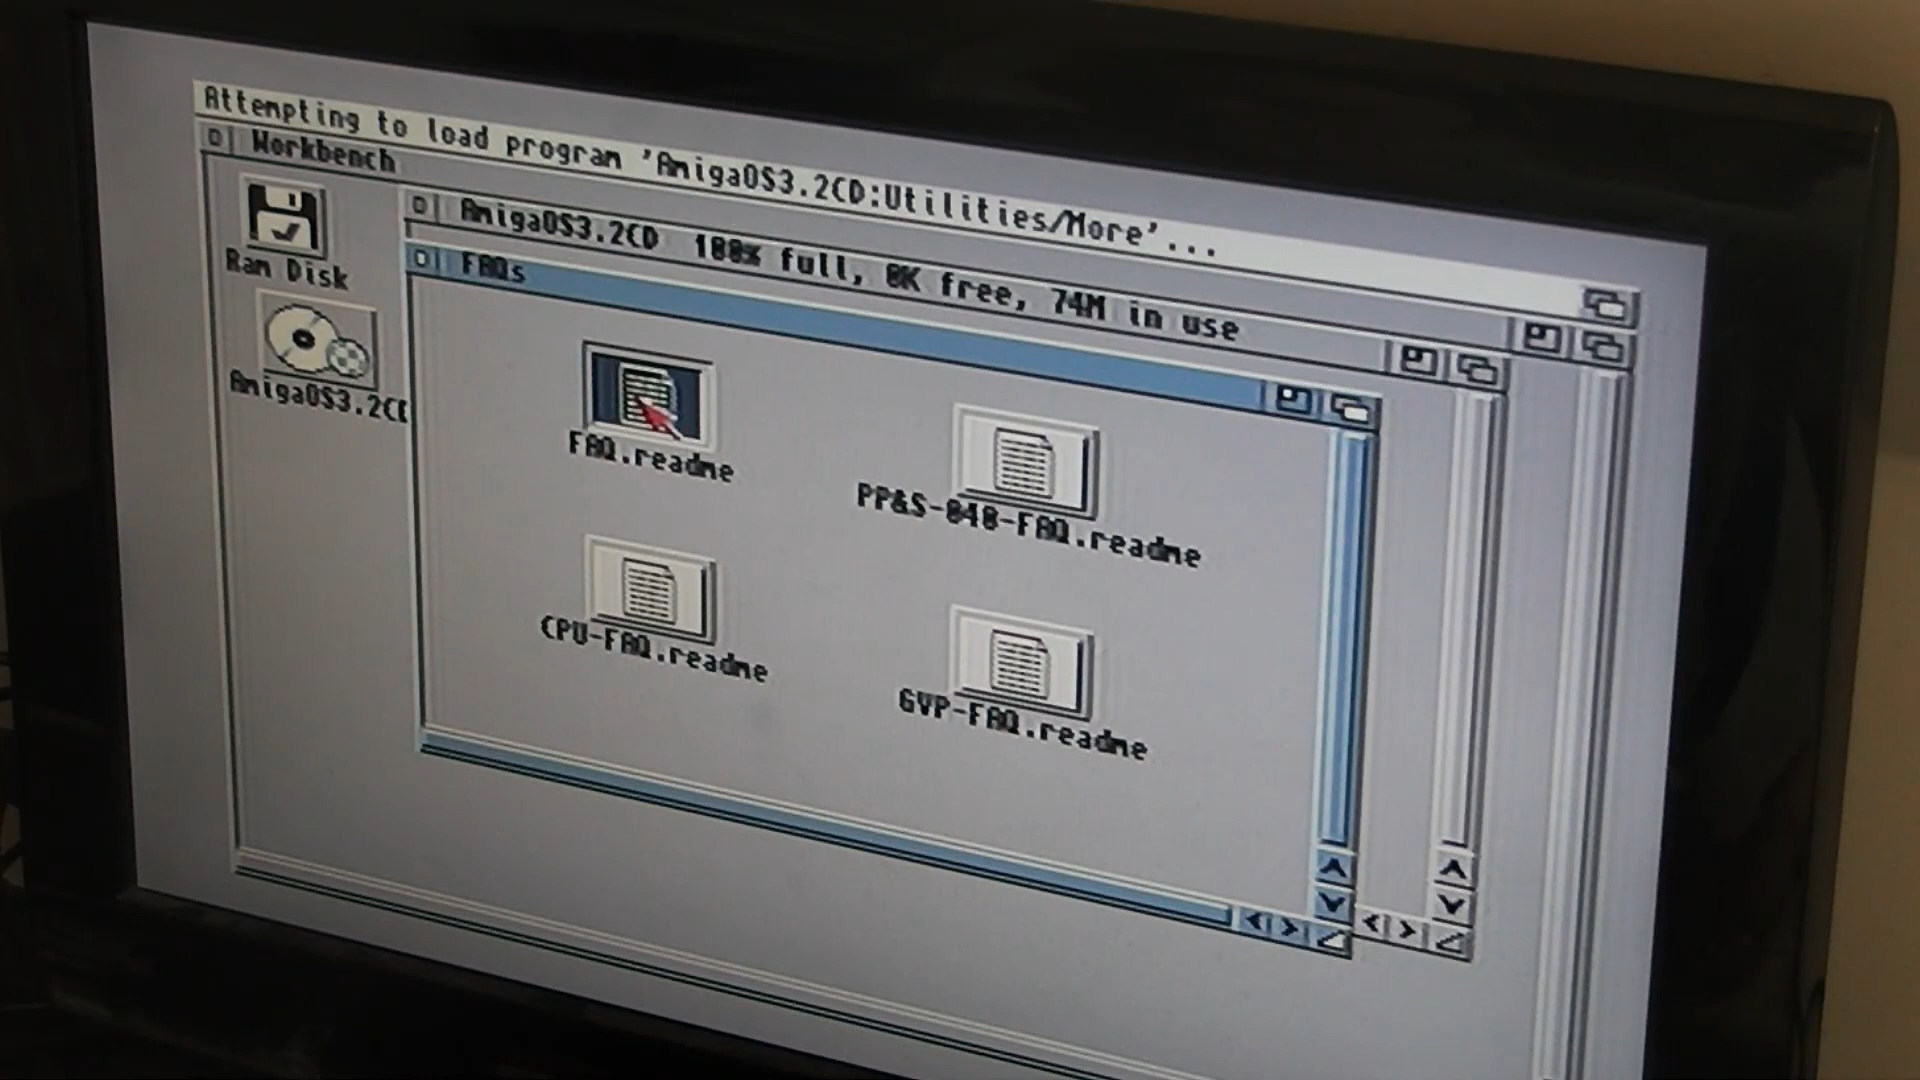 Attempting to load program 'AmigaOS3.2CD:Utilities/More'...
Workbench
AmigaOS3.2CD 100% full, 0K free, 74M in use
FAQs
Ram Disk
AmigaOS3.2CD
FAQ.readme
PP&S-040-FAQ.readme
CPU-FAQ.readme
GVP-FAQ.readme